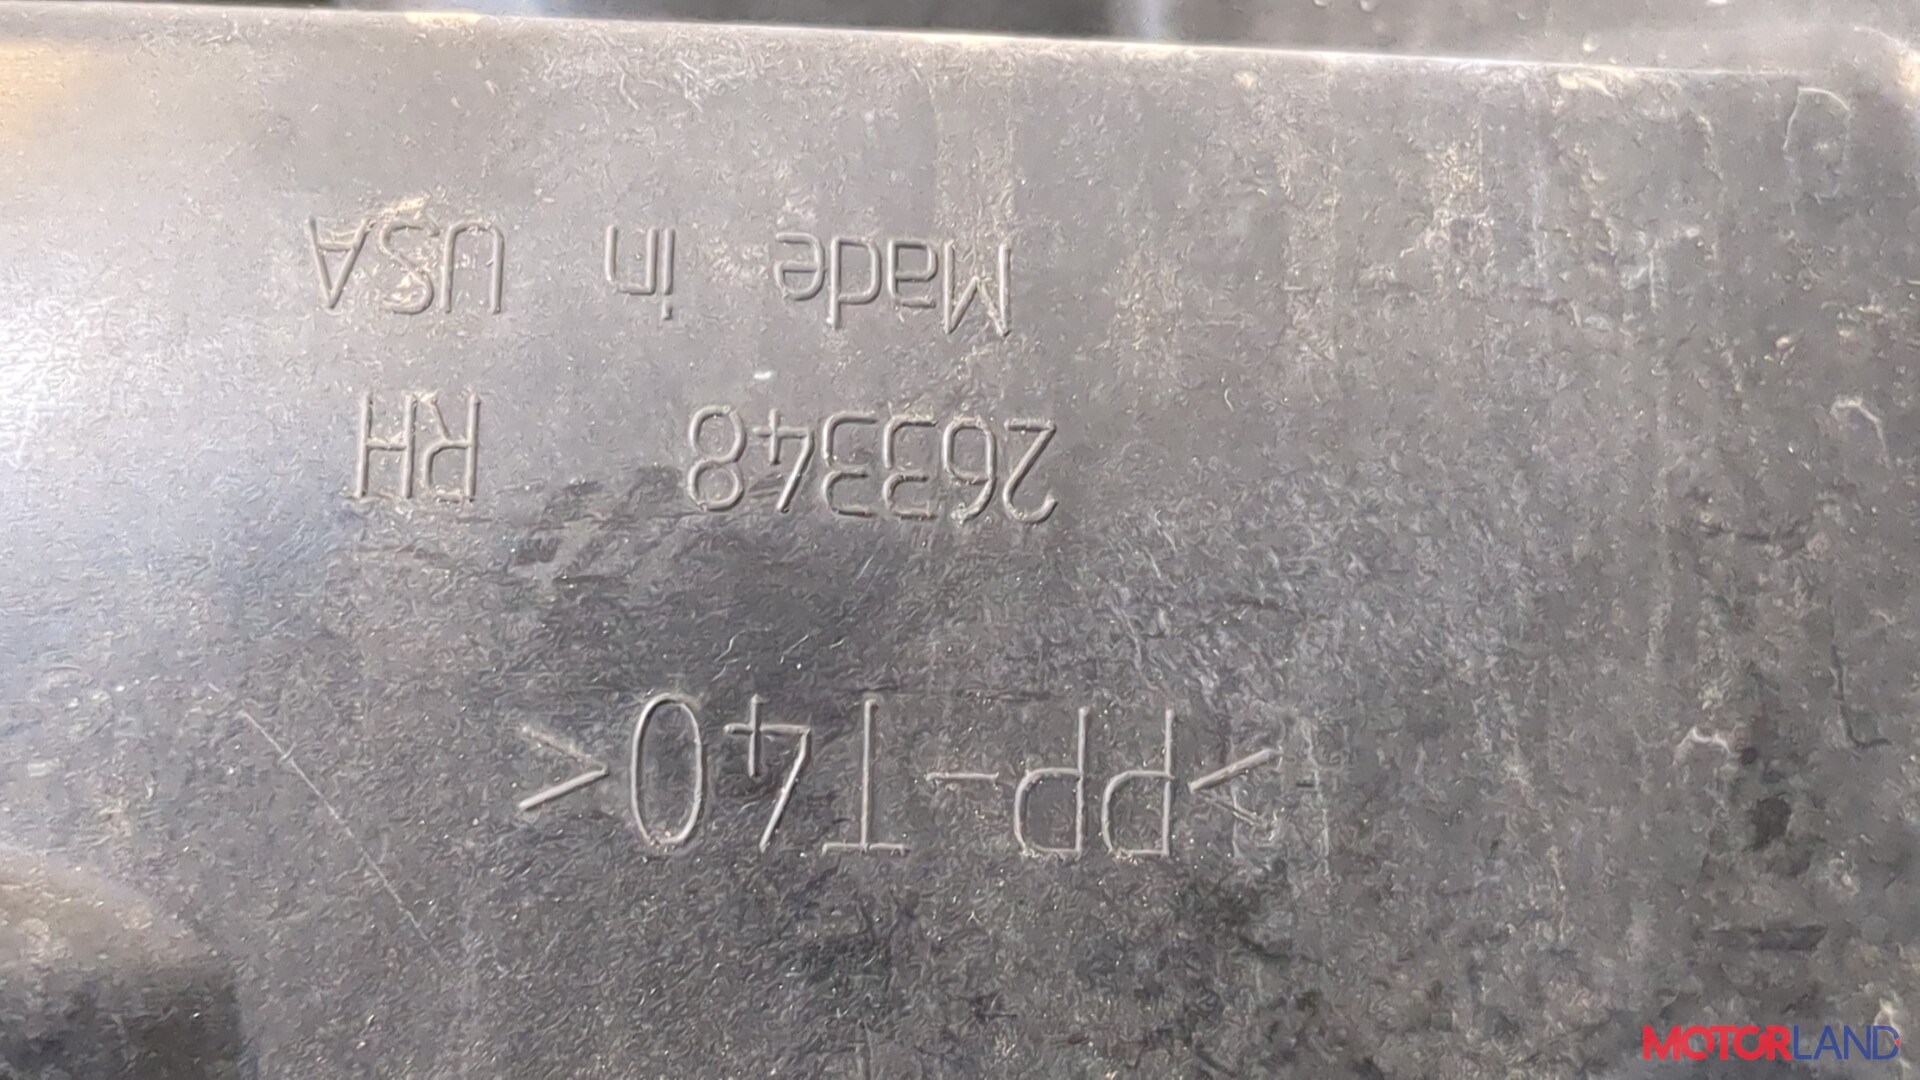 >PP-T40<
263348 RH
Made in USA
MOTORLAND